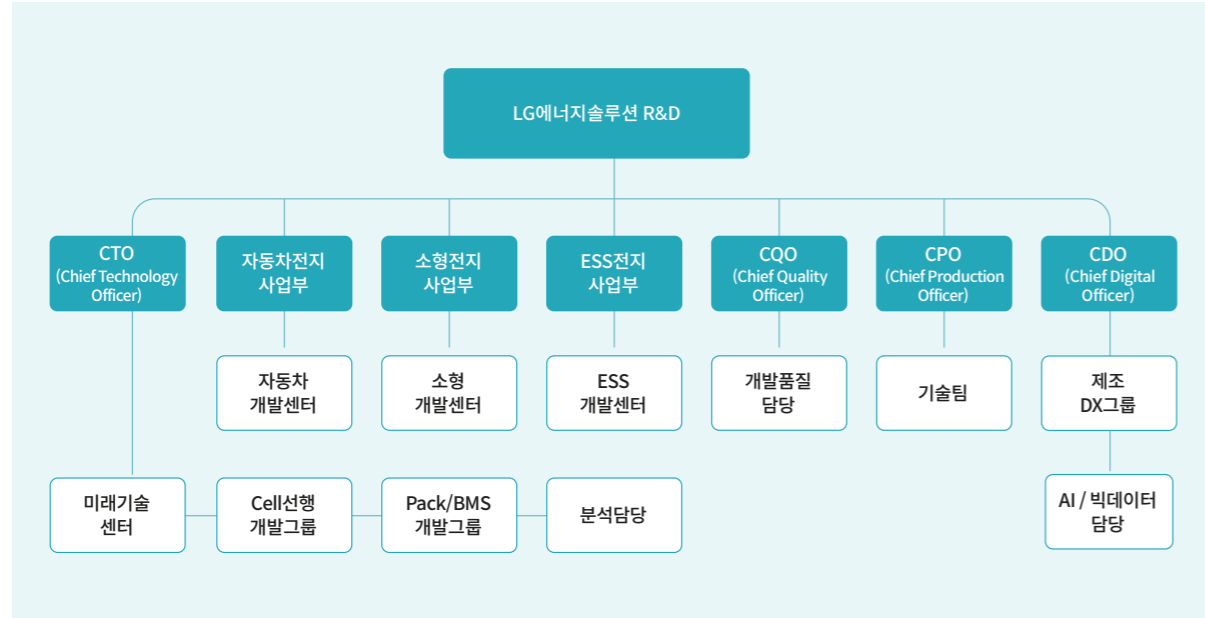 LG에너지솔루션 R&D
CTO
(Chief Technology
Officer)
자동차전지
사업부
소형전지
사업부
ESS전지
사업부
CQO
(Chief Quality
Officer)
CPO
(Chief Production
Officer)
CDO
(Chief Digital
Officer)
자동차
개발센터
소형
개발센터
ESS
개발센터
개발품질
담당
기술팀
제조
DX그룹
미래기술
센터
Cell선행
개발그룹
Pack/BMS
개발그룹
분석담당
AI / 빅데이터
담당